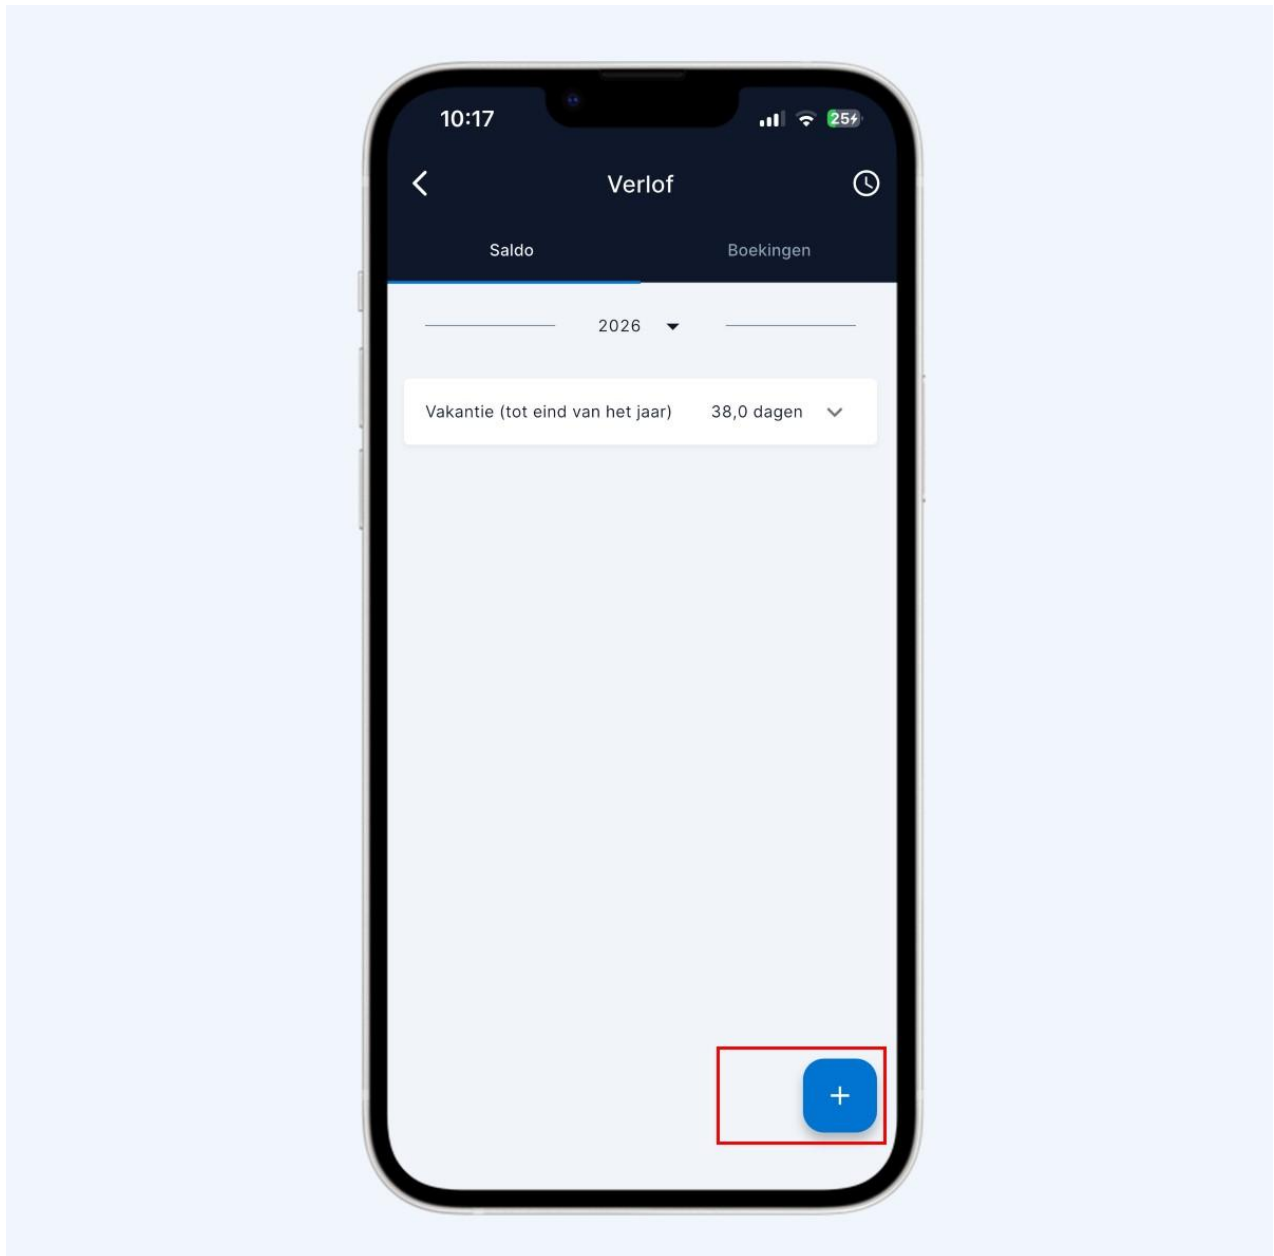 10:17
25
Verlof
Saldo
Boekingen
2026
Vakantie (tot eind van het jaar) 38,0 dagen
+